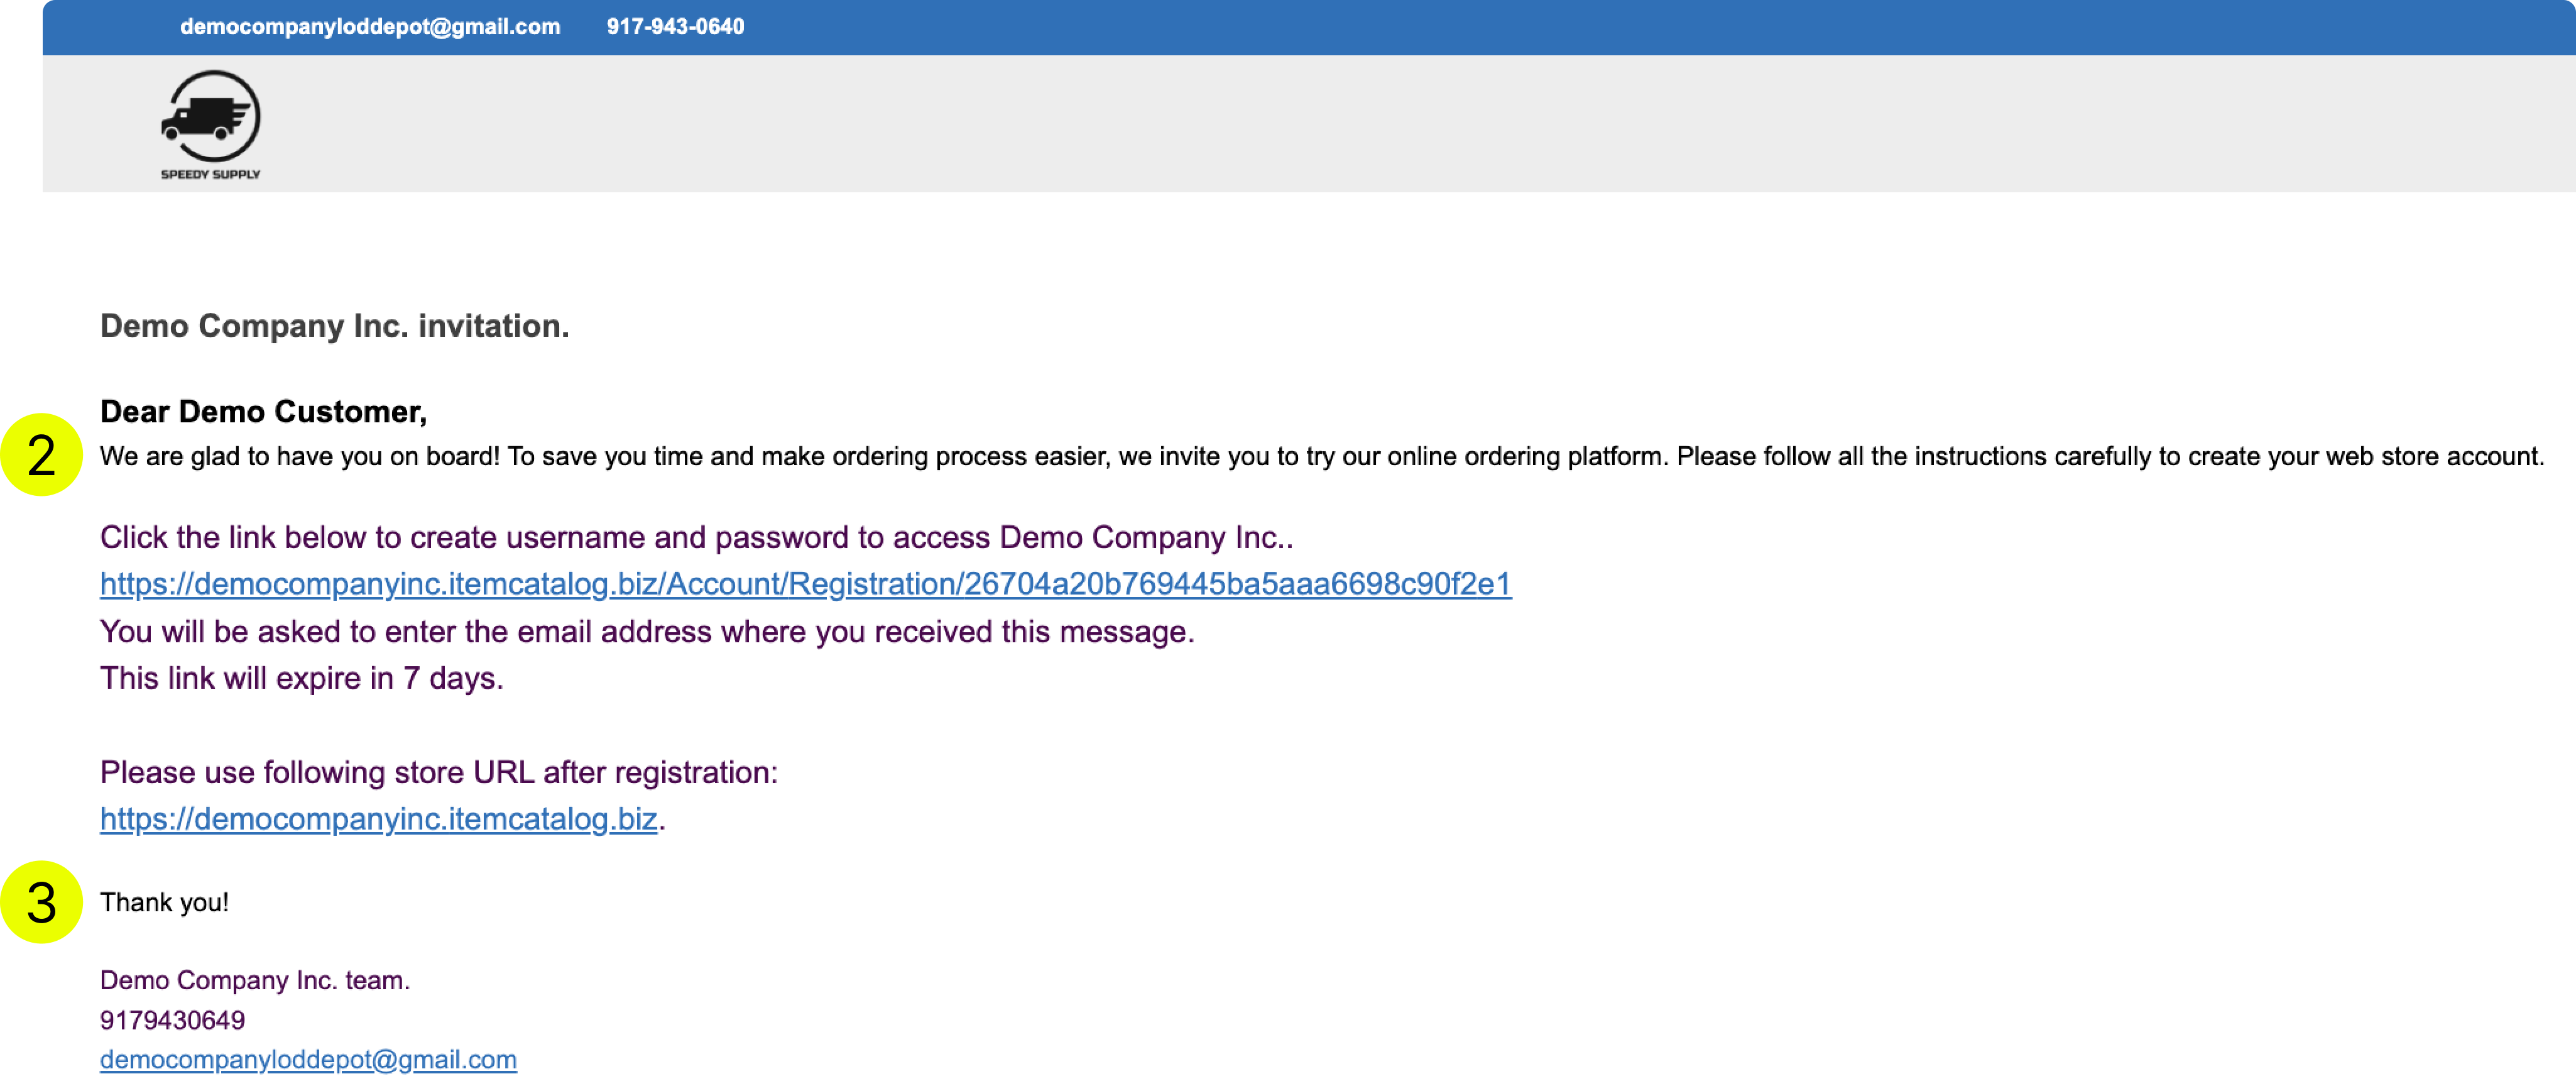 democompanyloddepot@gmail.com 917-943-0640
SPEEDY SUPPLY
Demo Company Inc. invitation.
Dear Demo Customer,
2 We are glad to have you on board! To save you time and make ordering process easier, we invite you to try our online ordering platform. Please follow all the instructions carefully to create your web store account.
Click the link below to create username and password to access Demo Company Inc..
https://democompanyinc.itemcatalog.biz/Account/Registration/26704a20b769445ba5aaa6698c90f2e1
You will be asked to enter the email address where you received this message.
This link will expire in 7 days.
Please use following store URL after registration:
https://democompanyinc.itemcatalog.biz.
3 Thank you!
Demo Company Inc. team.
9179430649
democompanyloddepot@gmail.com